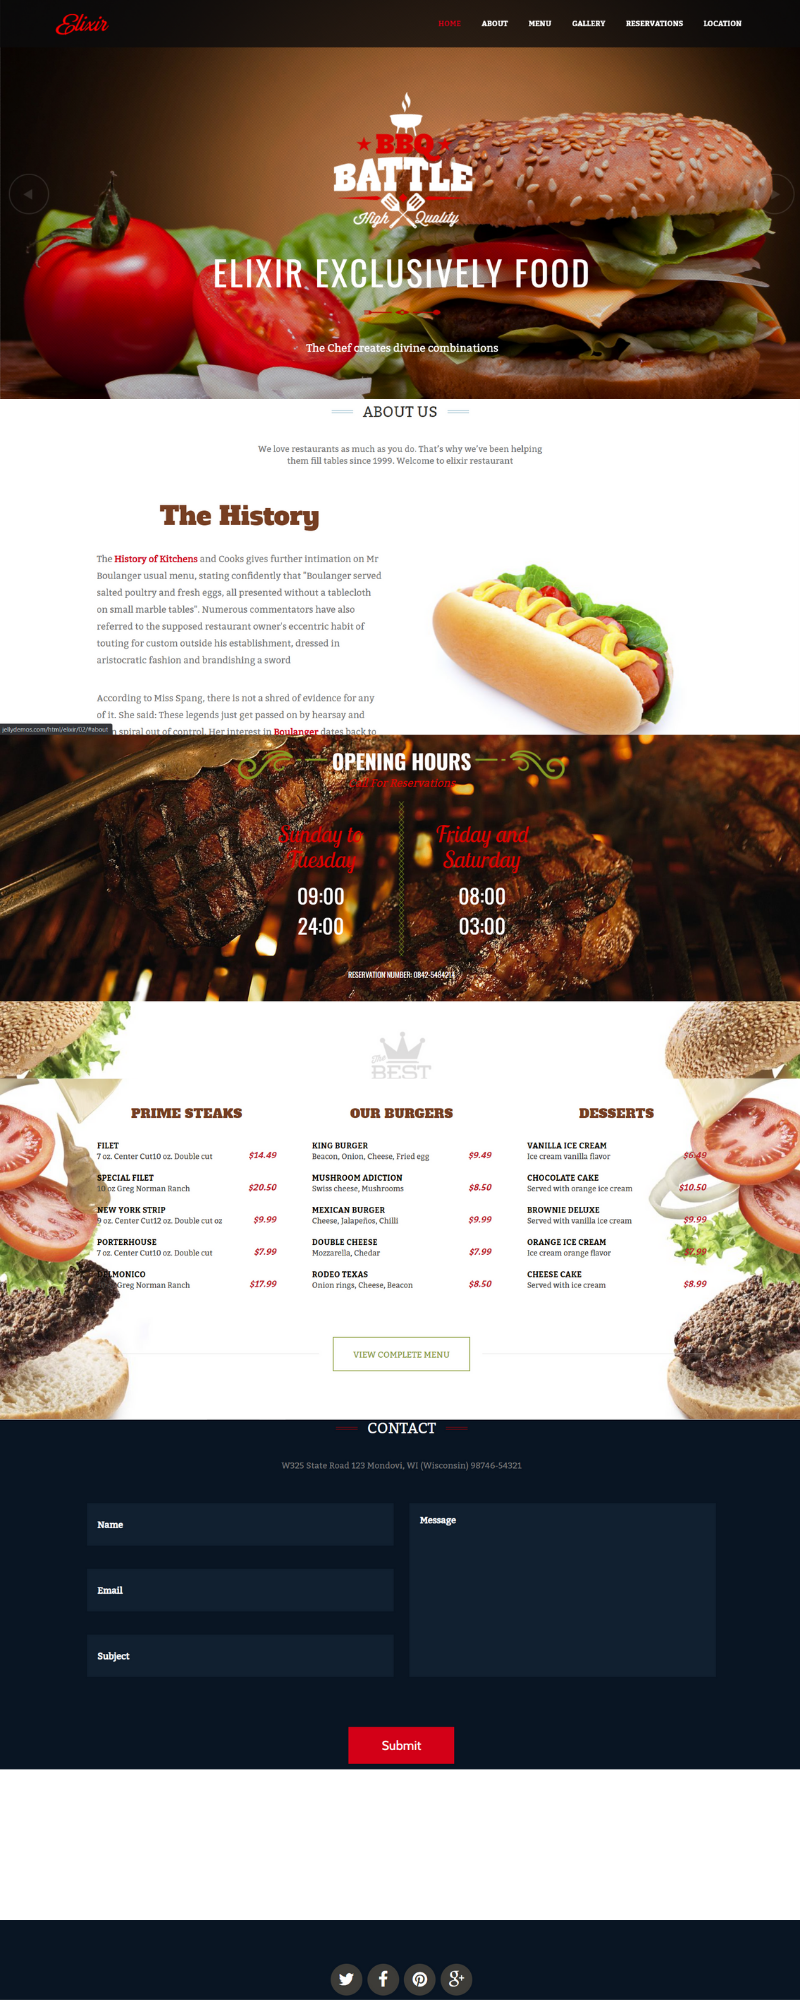 Elixir
HOME ABOUT MENU GALLERY RESERVATIONS LOCATION
BBQ
BATTLE
High Quality
ELIXIR EXCLUSIVELY FOOD
The Chef creates divine combinations
ABOUT US
We love restaurants as much as you do. That's why we've been helping
them fill tables since 1999. Welcome to elixir restaurant
The History
The History of Kitchens and Cooks gives further intimation on Mr
Boulanger usual menu, stating confidently that "Boulanger served
salted poultry and fresh eggs, all presented without a tablecloth
on small marble tables". Numerous commentators have also
referred to the supposed restaurant owner's eccentric habit of
touting for custom outside his establishment, dressed in
aristocratic fashion and brandishing a sword
According to Miss Spang, there is not a shred of evidence for any
of it. She said: These legends just get passed on by hearsay and
spiral out of control. Her interest in Boulanger dates back to
jellydemos.com/html/elixir/02/#about
OPENING HOURS
Call For Reservations
Sunday to
Tuesday
09:00
24:00
Friday and
Saturday
08:00
03:00
RESERVATION NUMBER: 0842-5484214
The
BEST
PRIME STEAKS
FILET
7 oz. Center Cut10 oz. Double cut $14.49
SPECIAL FILET
10 oz Greg Norman Ranch $20.50
NEW YORK STRIP
9 oz. Center Cut12 oz. Double cut oz $9.99
PORTERHOUSE
7 oz. Center Cut10 oz. Double cut $7.99
DELMONICO
Greg Norman Ranch $17.99
OUR BURGERS
KING BURGER
Beacon, Onion, Cheese, Fried egg $9.49
MUSHROOM ADICTION
Swiss cheese, Mushrooms $8.50
MEXICAN BURGER
Cheese, Jalapeños, Chilli $9.99
DOUBLE CHEESE
Mozzarella, Chedar $7.99
RODEO TEXAS
Onion rings, Cheese, Beacon $8.50
DESSERTS
VANILLA ICE CREAM
Ice cream vanilla flavor $6.49
CHOCOLATE CAKE
Served with orange ice cream $10.50
BROWNIE DELUXE
Served with vanilla ice cream $9.99
ORANGE ICE CREAM
Ice cream orange flavor $7.99
CHEESE CAKE
Served with ice cream $8.99
VIEW COMPLETE MENU
CONTACT
W325 State Road 123 Mondovi, WI (Wisconsin) 98746-54321
Name
Message
Email
Subject
Submit